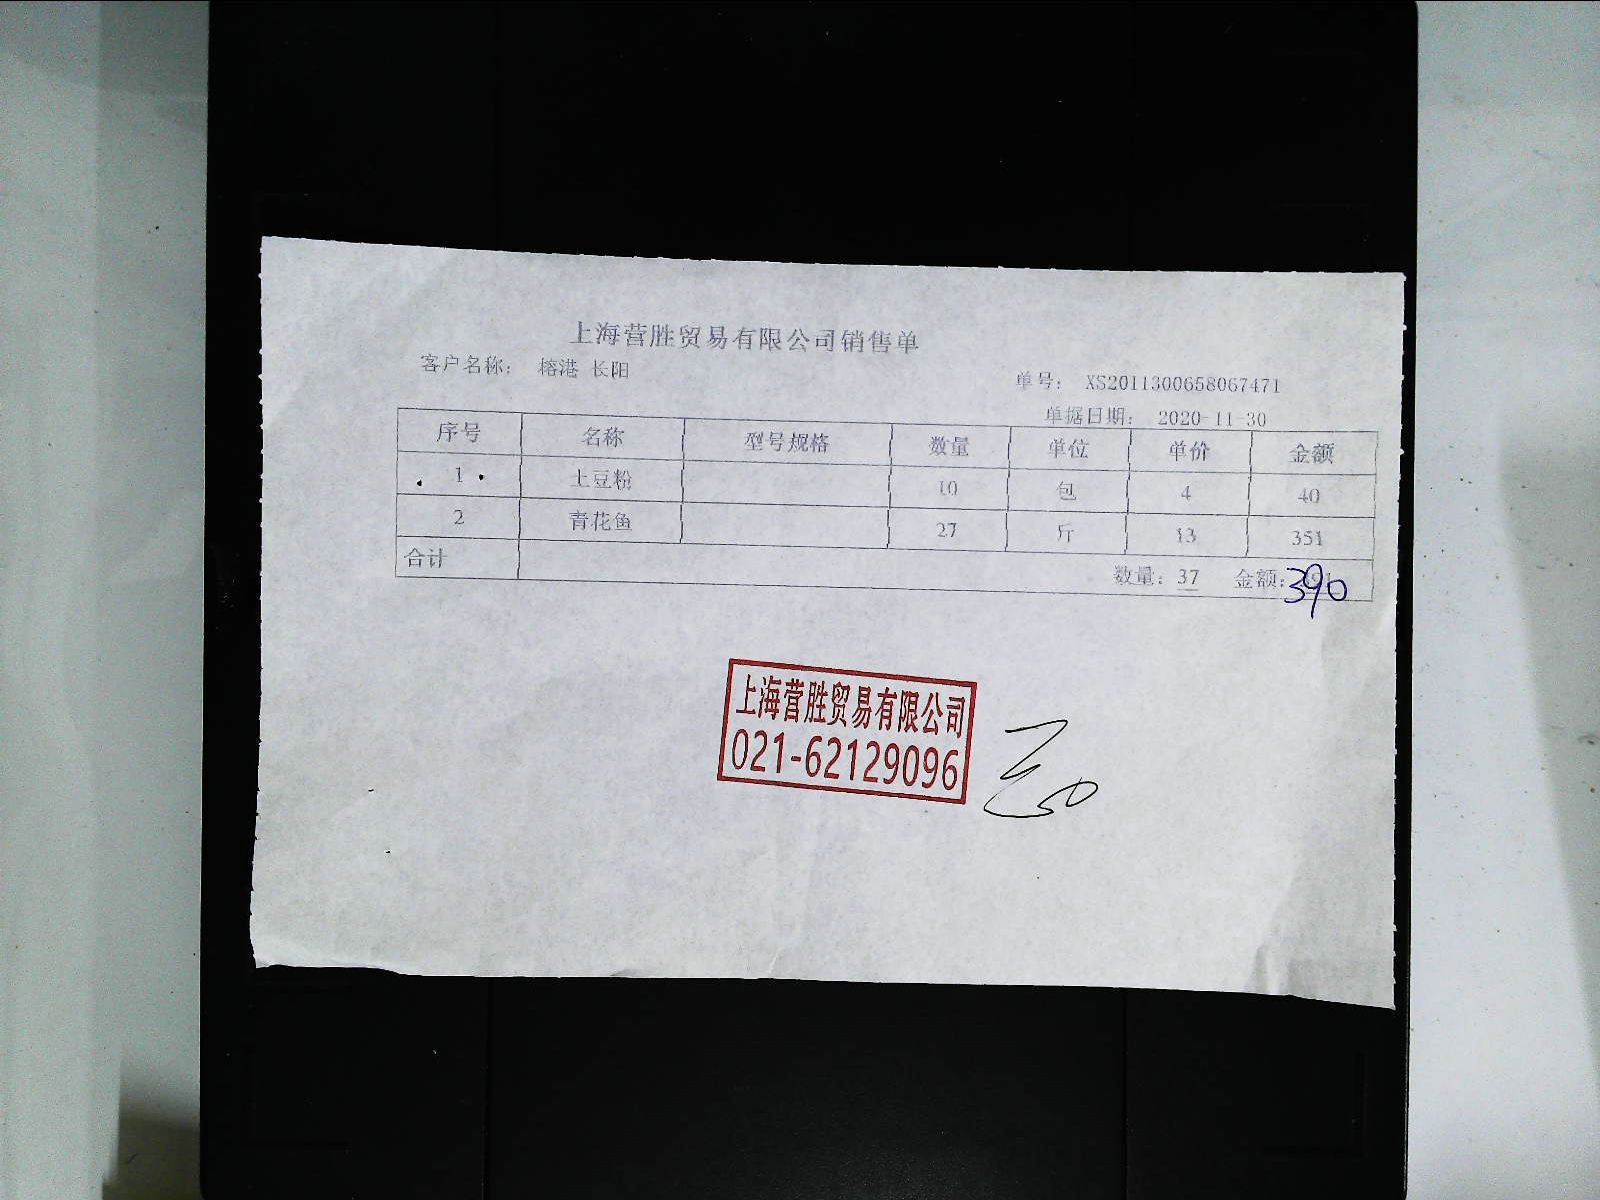 上海营胜贸易有限公司销售单
客户名称： 榕港 长阳
单号： XS2011300658067471
单据日期： 2020-11-30
序号 名称 型号规格 数量 单位 单价 金额
1 土豆粉 10 包 4 40
2 青花鱼 27 斤 13 351
合计 数量：37 金额：390
上海营胜贸易有限公司
021-62129096